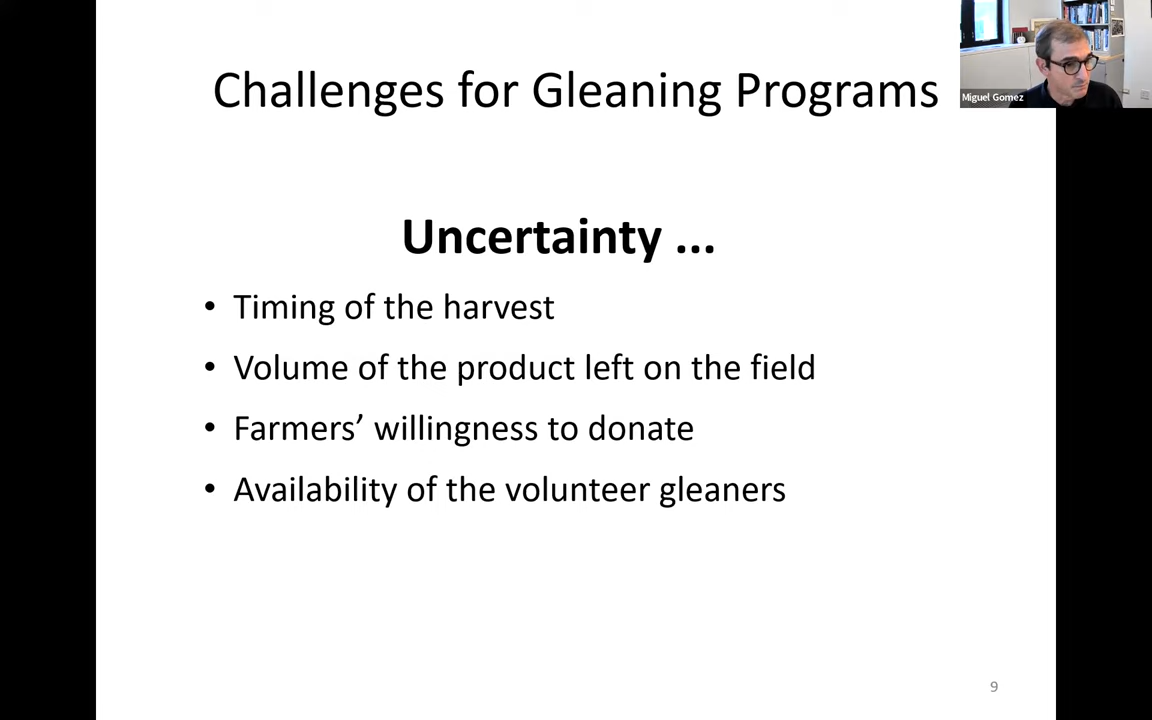 Challenges for Gleaning Programs
Miguel Gomez
Uncertainty ...
• Timing of the harvest
• Volume of the product left on the field
• Farmers’ willingness to donate
• Availability of the volunteer gleaners
9